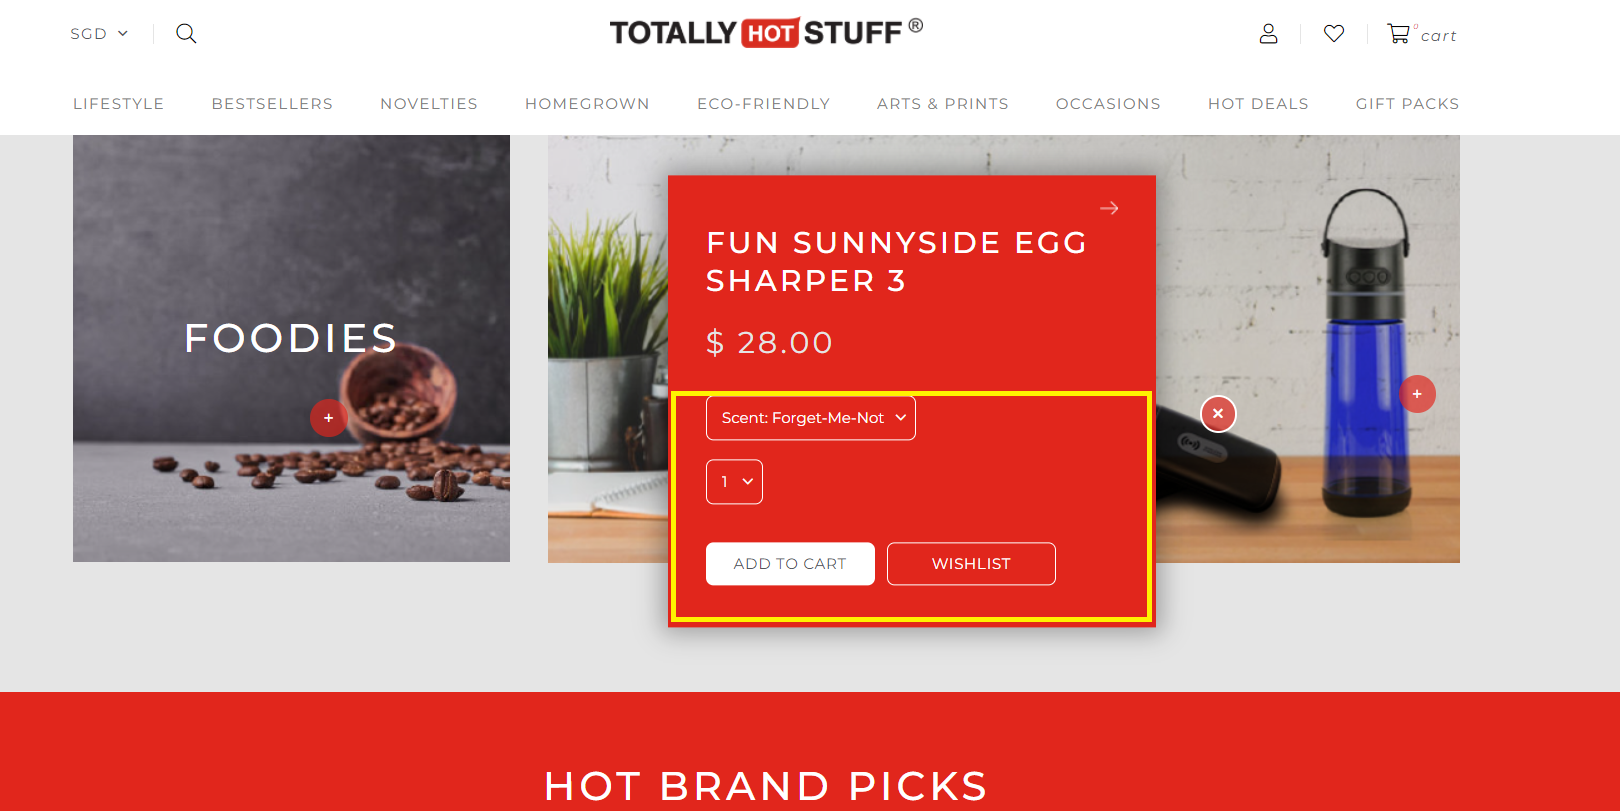 SGD
TOTALLY HOT STUFF ®
0
cart
LIFESTYLE BESTSELLERS NOVELTIES HOMEGROWN ECO-FRIENDLY ARTS & PRINTS OCCASIONS HOT DEALS GIFT PACKS
FOODIES
FUN SUNNYSIDE EGG
SHARPER 3
$ 28.00
Scent: Forget-Me-Not
1
ADD TO CART
WISHLIST
HOT BRAND PICKS